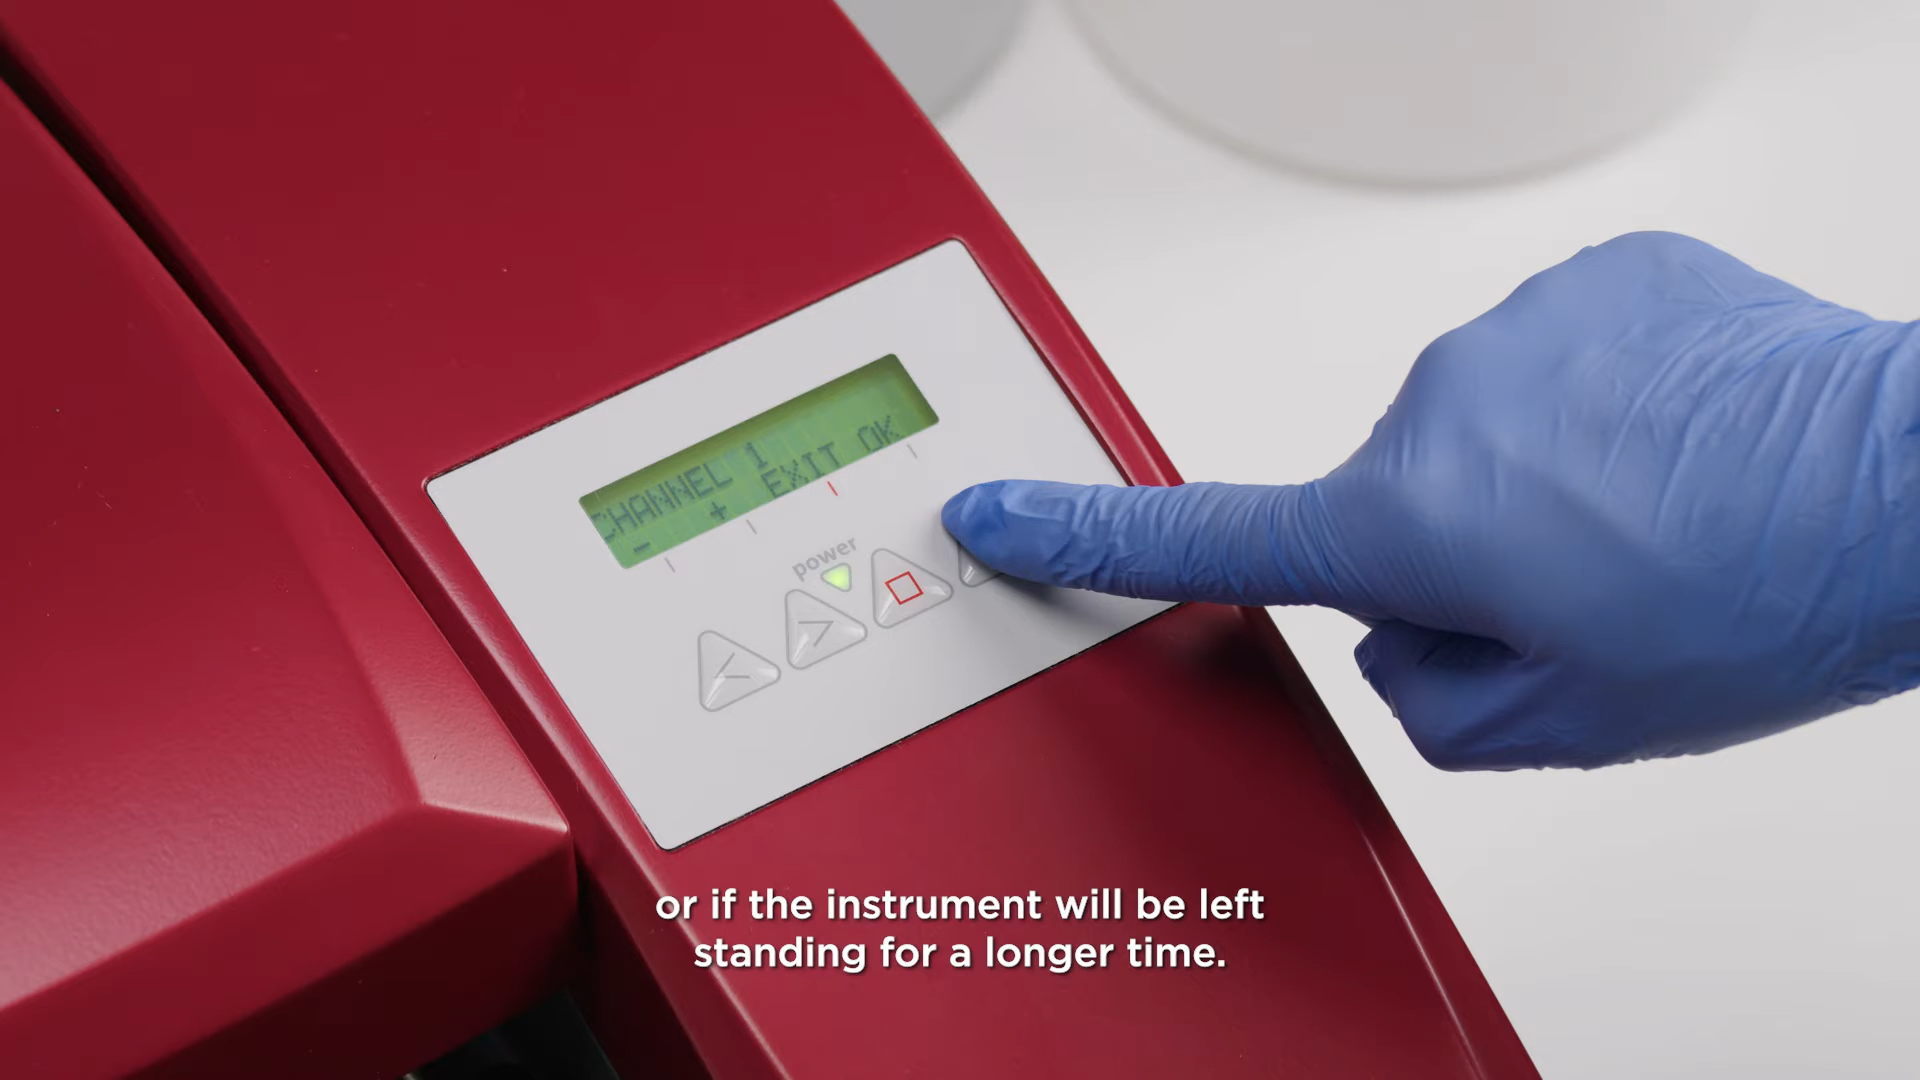 CHANNEL 1
- + EXIT OK
power
or if the instrument will be left
standing for a longer time.